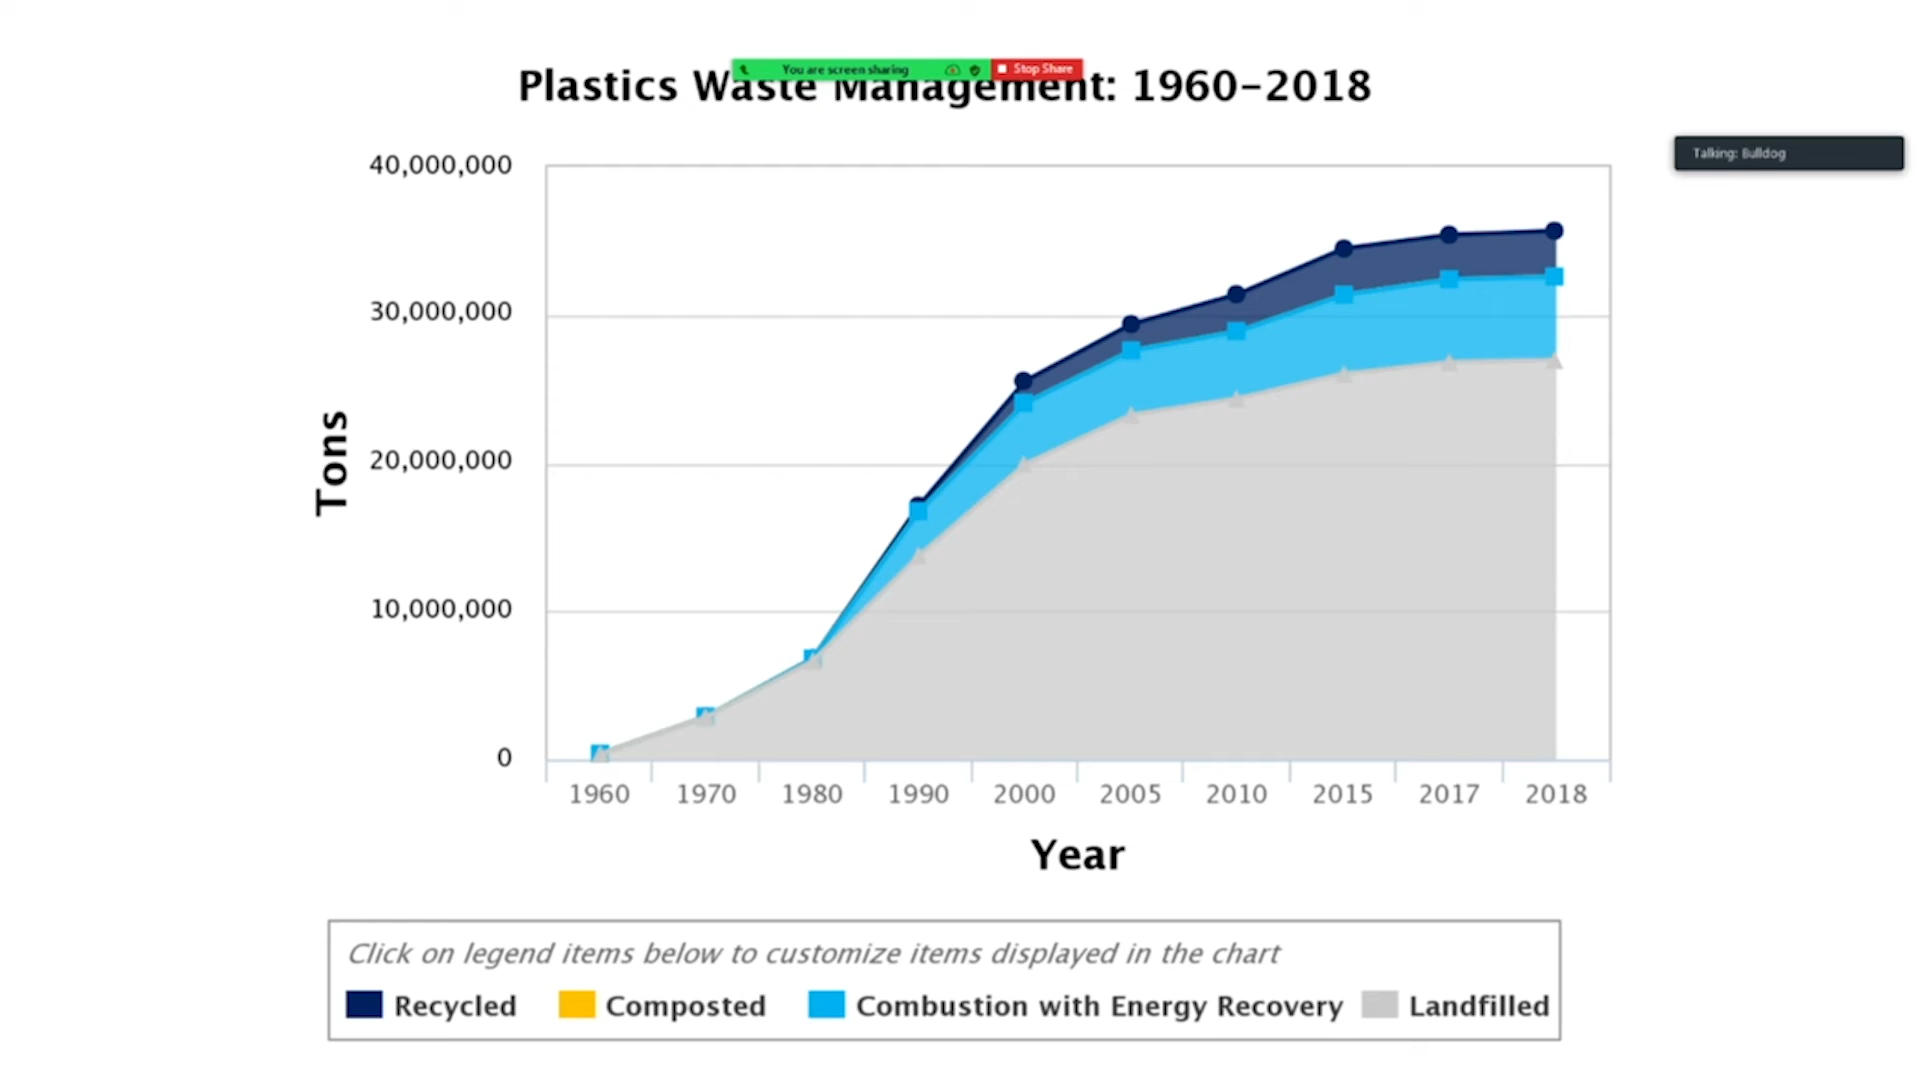 You are screen sharing
Stop Share
Plastics Waste Management: 1960-2018
Talking: Bulldog
40,000,000
30,000,000
20,000,000
10,000,000
0
Tons
1960 1970 1980 1990 2000 2005 2010 2015 2017 2018
Year
Click on legend items below to customize items displayed in the chart
Recycled Composted Combustion with Energy Recovery Landfilled